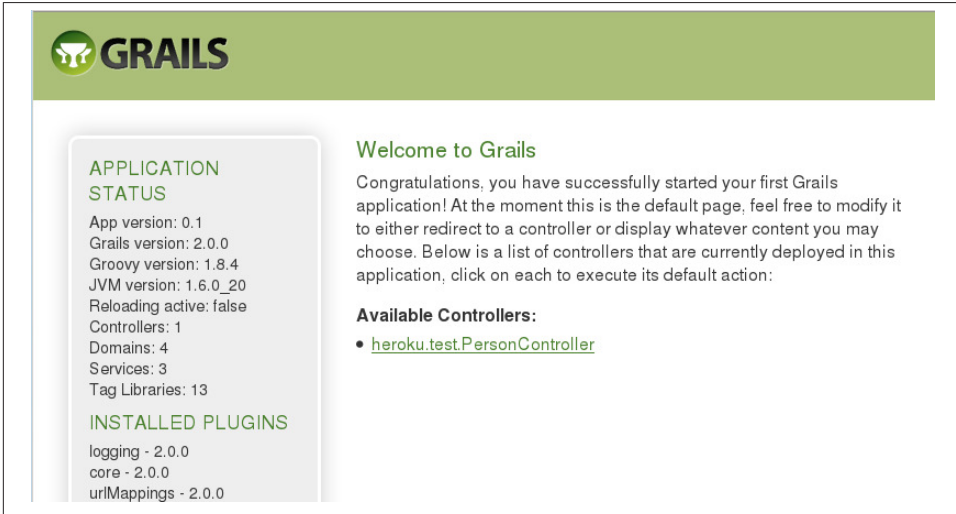 GRAILS
APPLICATION
STATUS
App version: 0.1
Grails version: 2.0.0
Groovy version: 1.8.4
JVM version: 1.6.0_20
Reloading active: false
Controllers: 1
Domains: 4
Services: 3
Tag Libraries: 13
INSTALLED PLUGINS
logging - 2.0.0
core - 2.0.0
urlMappings - 2.0.0
Welcome to Grails
Congratulations, you have successfully started your first Grails
application! At the moment this is the default page, feel free to modify it
to either redirect to a controller or display whatever content you may
choose. Below is a list of controllers that are currently deployed in this
application, click on each to execute its default action:
Available Controllers:
• heroku.test.PersonController